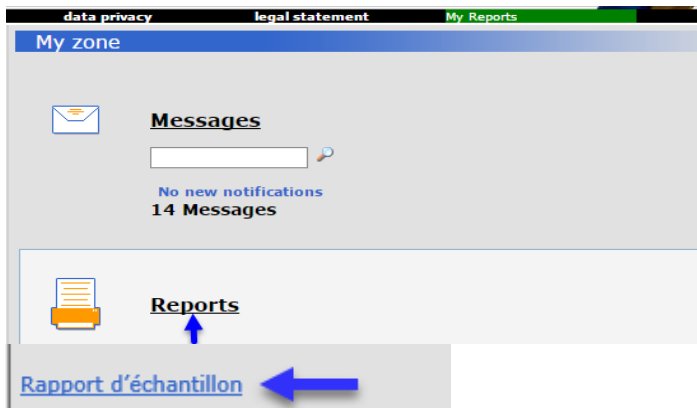 data privacy legal statement My Reports
My zone
Messages
No new notifications
14 Messages
Reports
Rapport d'échantillon